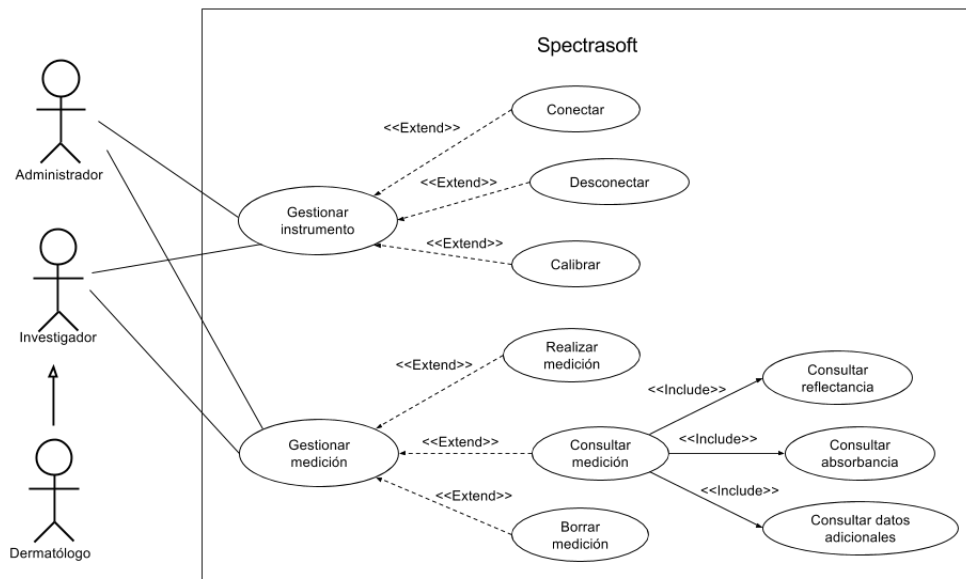 Spectrasoft
Administrador
Investigador
Dermatólogo
Gestionar
instrumento
<<Extend>>
Conectar
<<Extend>>
Desconectar
<<Extend>>
Calibrar
Gestionar
medición
<<Extend>>
Realizar
medición
<<Extend>>
Consultar
medición
<<Extend>>
Borrar
medición
<<Include>>
Consultar
reflectancia
<<Include>>
Consultar
absorbancia
<<Include>>
Consultar datos
adicionales